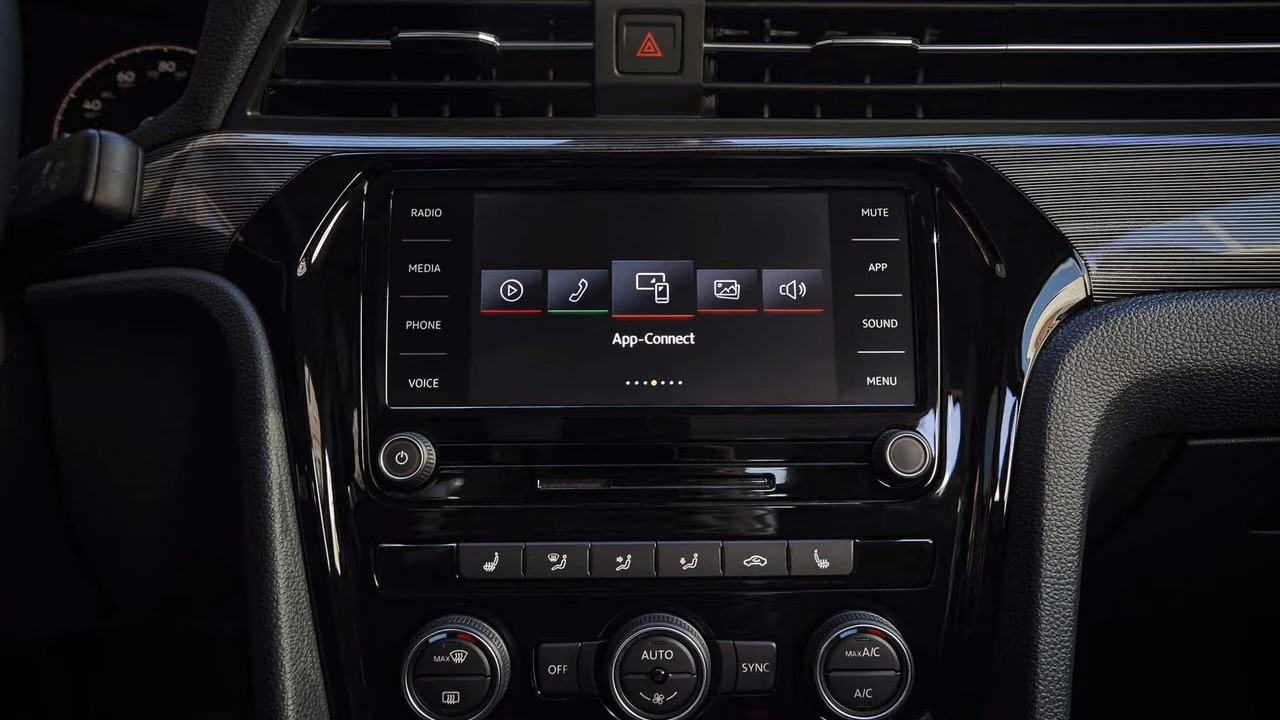 80
60
40
RADIO
MUTE
MEDIA
APP
PHONE
SOUND
App-Connect
VOICE
MENU
MAX
OFF
AUTO
SYNC
MAX A/C
A/C